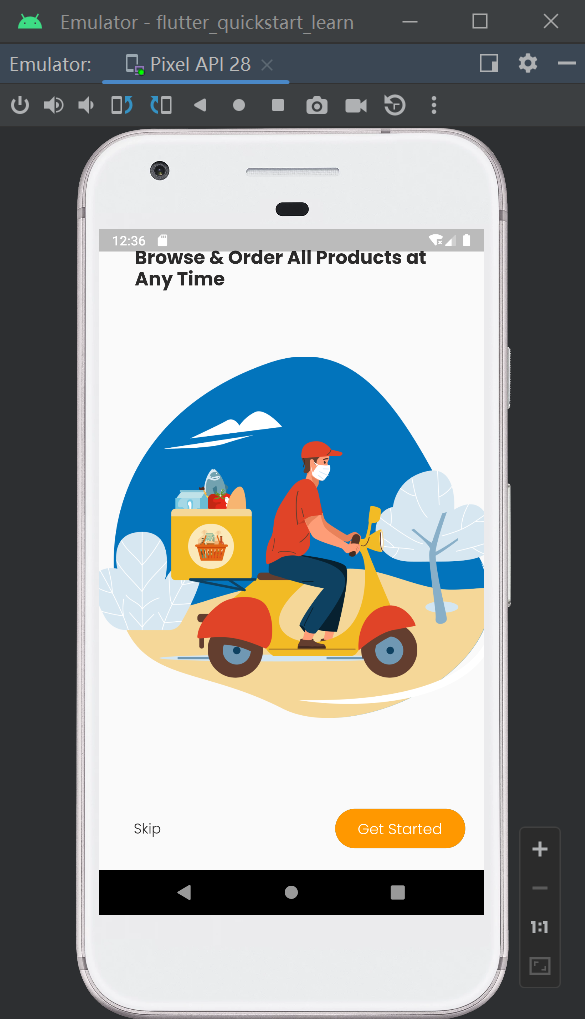 Emulator - flutter_quickstart_learn
Emulator:
Pixel API 28
12:36
Browse & Order All Products at
Any Time
Skip
Get Started
1:1